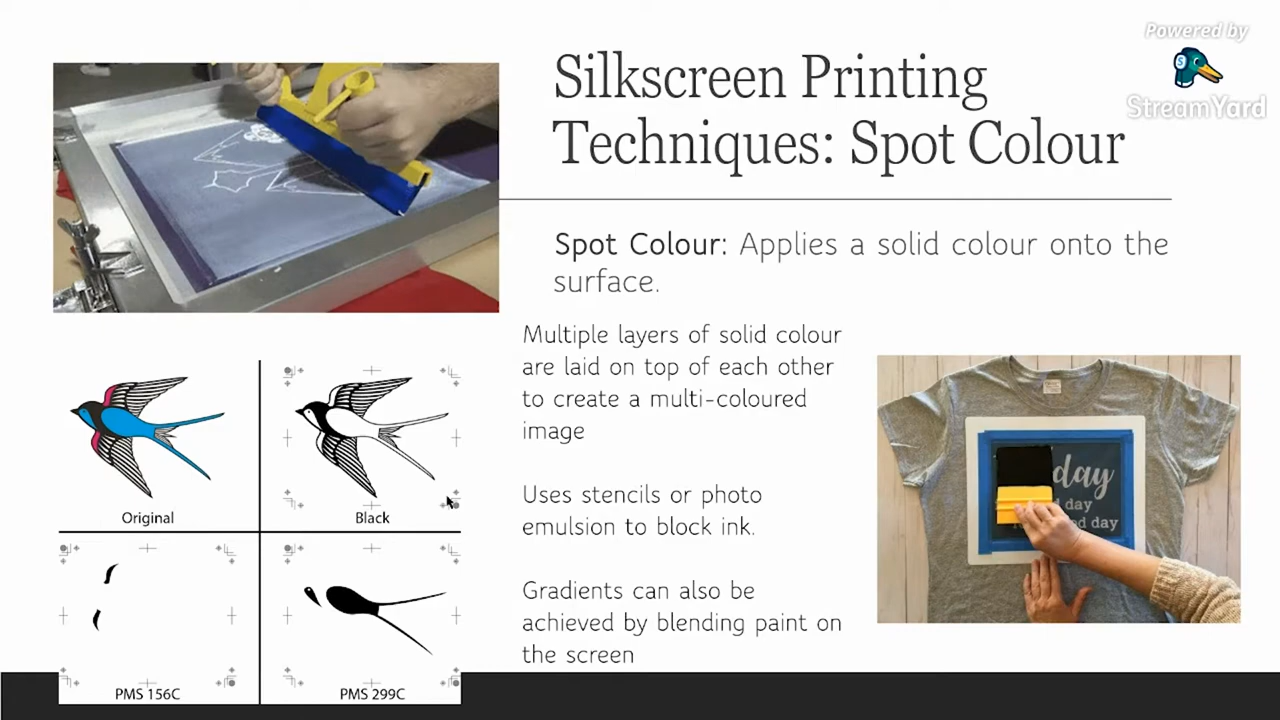 Powered by
StreamYard
Silkscreen Printing
Techniques: Spot Colour
Spot Colour: Applies a solid colour onto the
surface.
Multiple layers of solid colour
are laid on top of each other
to create a multi-coloured
image
Uses stencils or photo
emulsion to block ink.
Gradients can also be
achieved by blending paint on
the screen
Original
Black
PMS 156C
PMS 299C
day
day
day